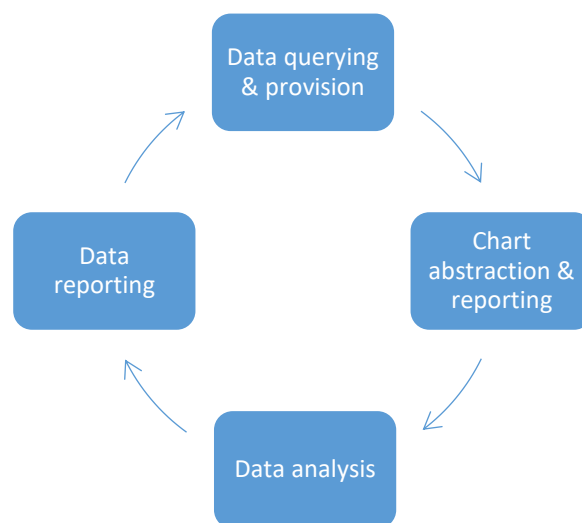 Data querying
& provision
Chart
abstraction &
reporting
Data analysis
Data
reporting